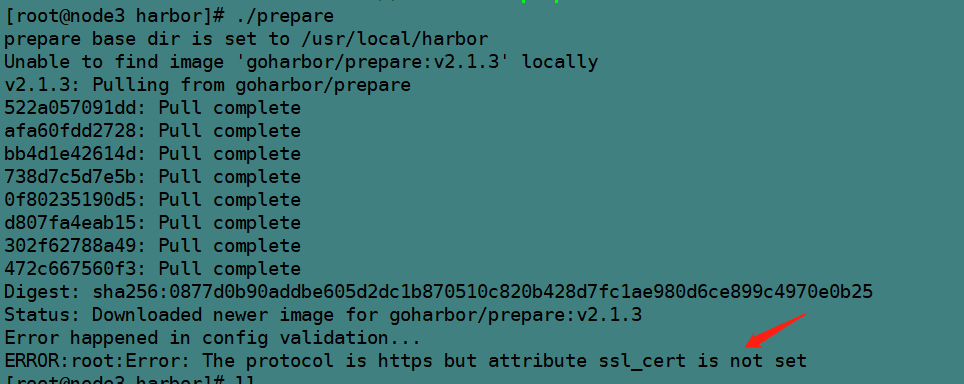 [root@node3 harbor]# ./prepare
prepare base dir is set to /usr/local/harbor
Unable to find image 'goharbor/prepare:v2.1.3' locally
v2.1.3: Pulling from goharbor/prepare
522a057091dd: Pull complete
afa60fdd2728: Pull complete
bb4d1e42614d: Pull complete
738d7c5d7e5b: Pull complete
0f80235190d5: Pull complete
d807fa4eab15: Pull complete
302f62788a49: Pull complete
472c667560f3: Pull complete
Digest: sha256:0877d0b90addbe605d2dc1b870510c820b428d7fc1ae980d6ce899c4970e0b25
Status: Downloaded newer image for goharbor/prepare:v2.1.3
Error happened in config validation...
ERROR:root:Error: The protocol is https but attribute ssl_cert is not set
[root@node3 harbor]# ll